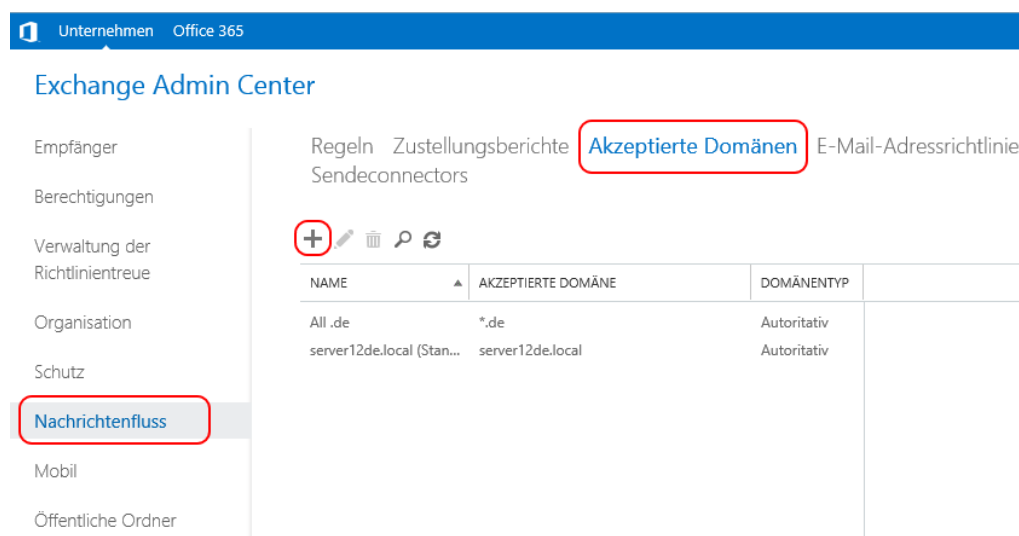 Unternehmen Office 365
Exchange Admin Center
Empfänger
Berechtigungen
Verwaltung der
Richtlinientreue
Organisation
Schutz
Nachrichtenfluss
Mobil
Öffentliche Ordner
Regeln Zustellungsberichte Akzeptierte Domänen E-Mail-Adressrichtlinie
Sendeconnectors
NAME AKZEPTIERTE DOMÄNE DOMÄNENTYP
All .de *.de Autoritativ
server12de.local (Stan... server12de.local Autoritativ